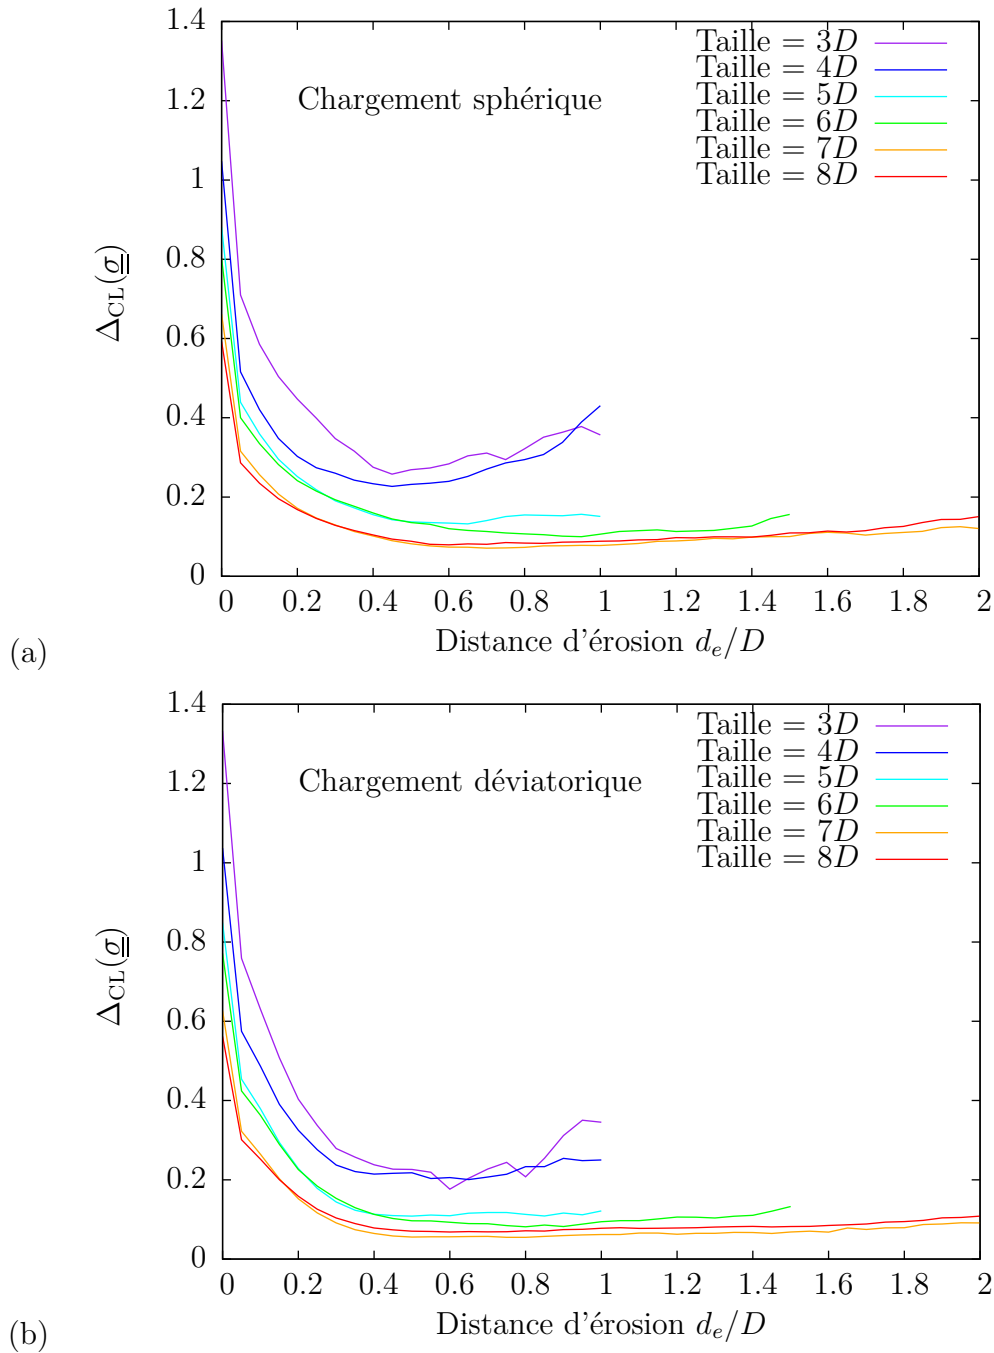 1.4
1.2
1
0.8
0.6
0.4
0.2
0
Δ_CL(σ)
Chargement sphérique
Taille = 3D
Taille = 4D
Taille = 5D
Taille = 6D
Taille = 7D
Taille = 8D
0 0.2 0.4 0.6 0.8 1 1.2 1.4 1.6 1.8 2
Distance d'érosion d_e/D
(a)
1.4
1.2
1
0.8
0.6
0.4
0.2
0
Δ_CL(σ)
Chargement déviatorique
Taille = 3D
Taille = 4D
Taille = 5D
Taille = 6D
Taille = 7D
Taille = 8D
0 0.2 0.4 0.6 0.8 1 1.2 1.4 1.6 1.8 2
Distance d'érosion d_e/D
(b)